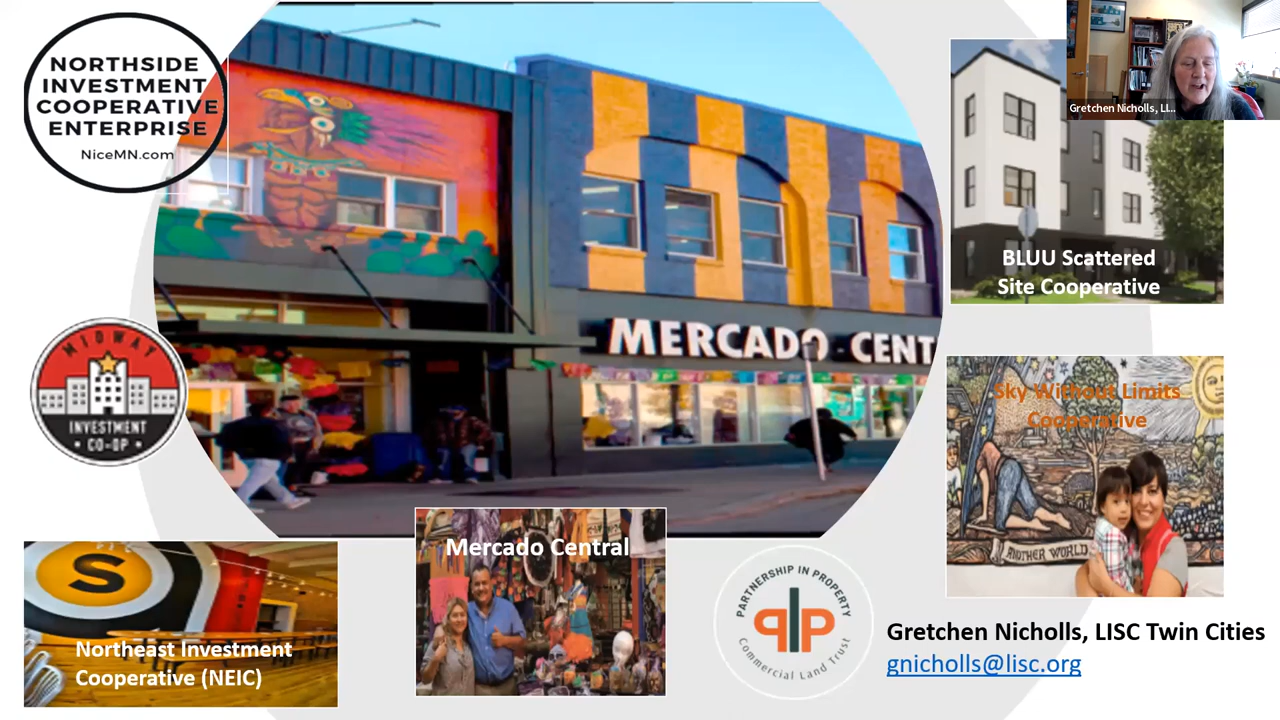 NORTHSIDE
INVESTMENT
COOPERATIVE
ENTERPRISE
NiceMN.com
MERCADO CENT
Gretchen Nicholls, LI...
BLUU Scattered
Site Cooperative
MIDWAY
INVESTMENT
CO-OP
Sky Without Limits
Cooperative
ANOTHER WORLD
S
Northeast Investment
Cooperative (NEIC)
Mercado Central
PARTNERSHIP IN PROPERTY
PIP
Commercial Land Trust
Gretchen Nicholls, LISC Twin Cities
gnicholls@lisc.org